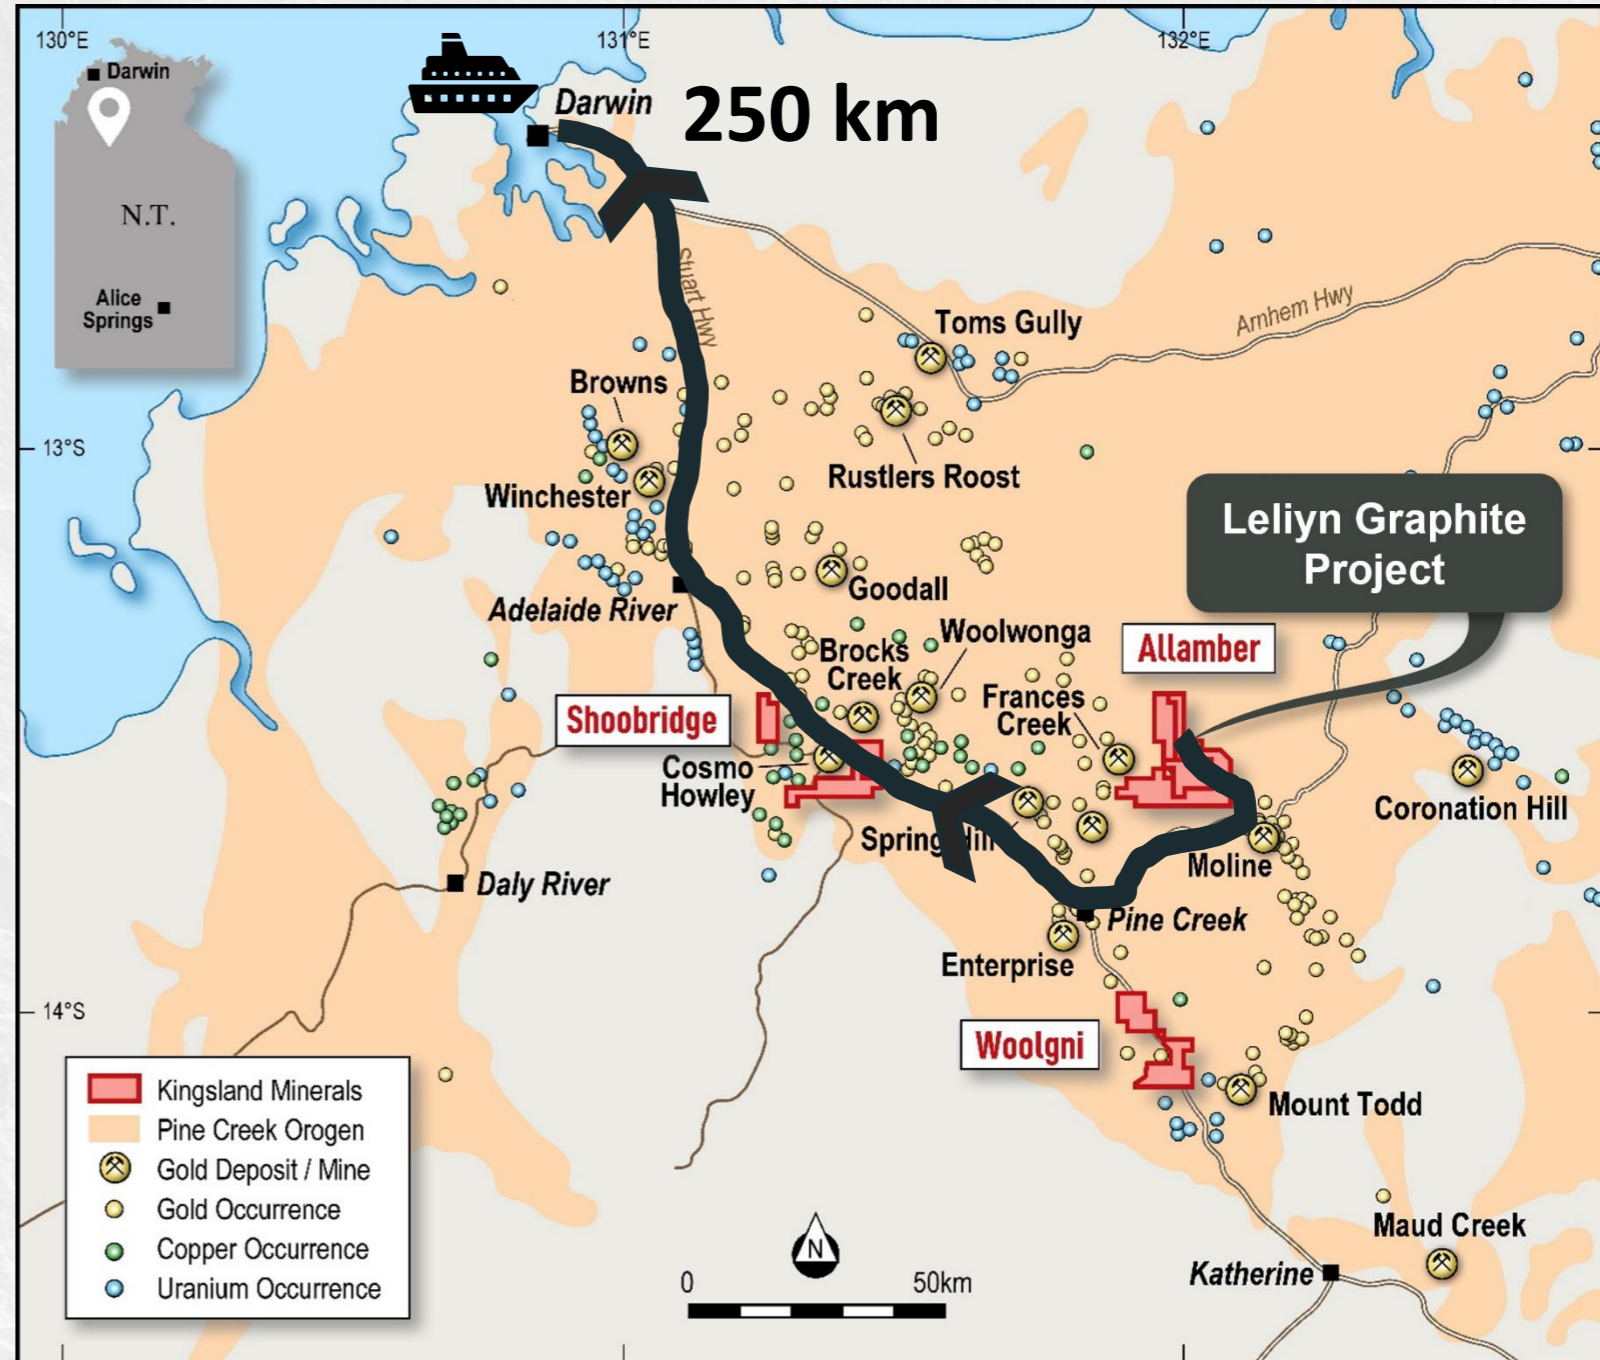 130°E
131°E
132°E
Darwin
N.T.
Alice
Springs
Darwin
250 km
Stuart Hwy
Arnhem Hwy
Toms Gully
Browns
13°S
Rustlers Roost
Winchester
Leliyn Graphite
Project
Goodall
Adelaide River
Woolwonga
Brocks
Creek
Allamber
Frances
Creek
Shoobridge
Cosmo
Howley
Coronation Hill
Spring Hill
Moline
Daly River
Pine Creek
Enterprise
14°S
Woolgni
Mount Todd
Kingsland Minerals
Pine Creek Orogen
Gold Deposit / Mine
Gold Occurrence
Copper Occurrence
Uranium Occurrence
N
0
50km
Maud Creek
Katherine